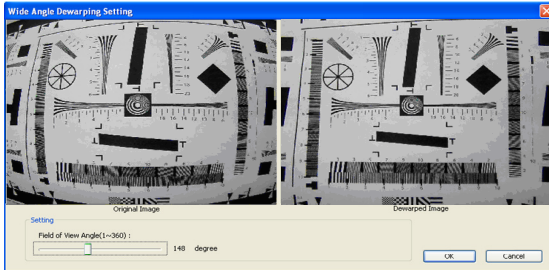 Wide Angle Dewarping Setting
Original Image
Dewarped Image
Setting
Field of View Angle(1~360) :
148 degree
OK
Cancel